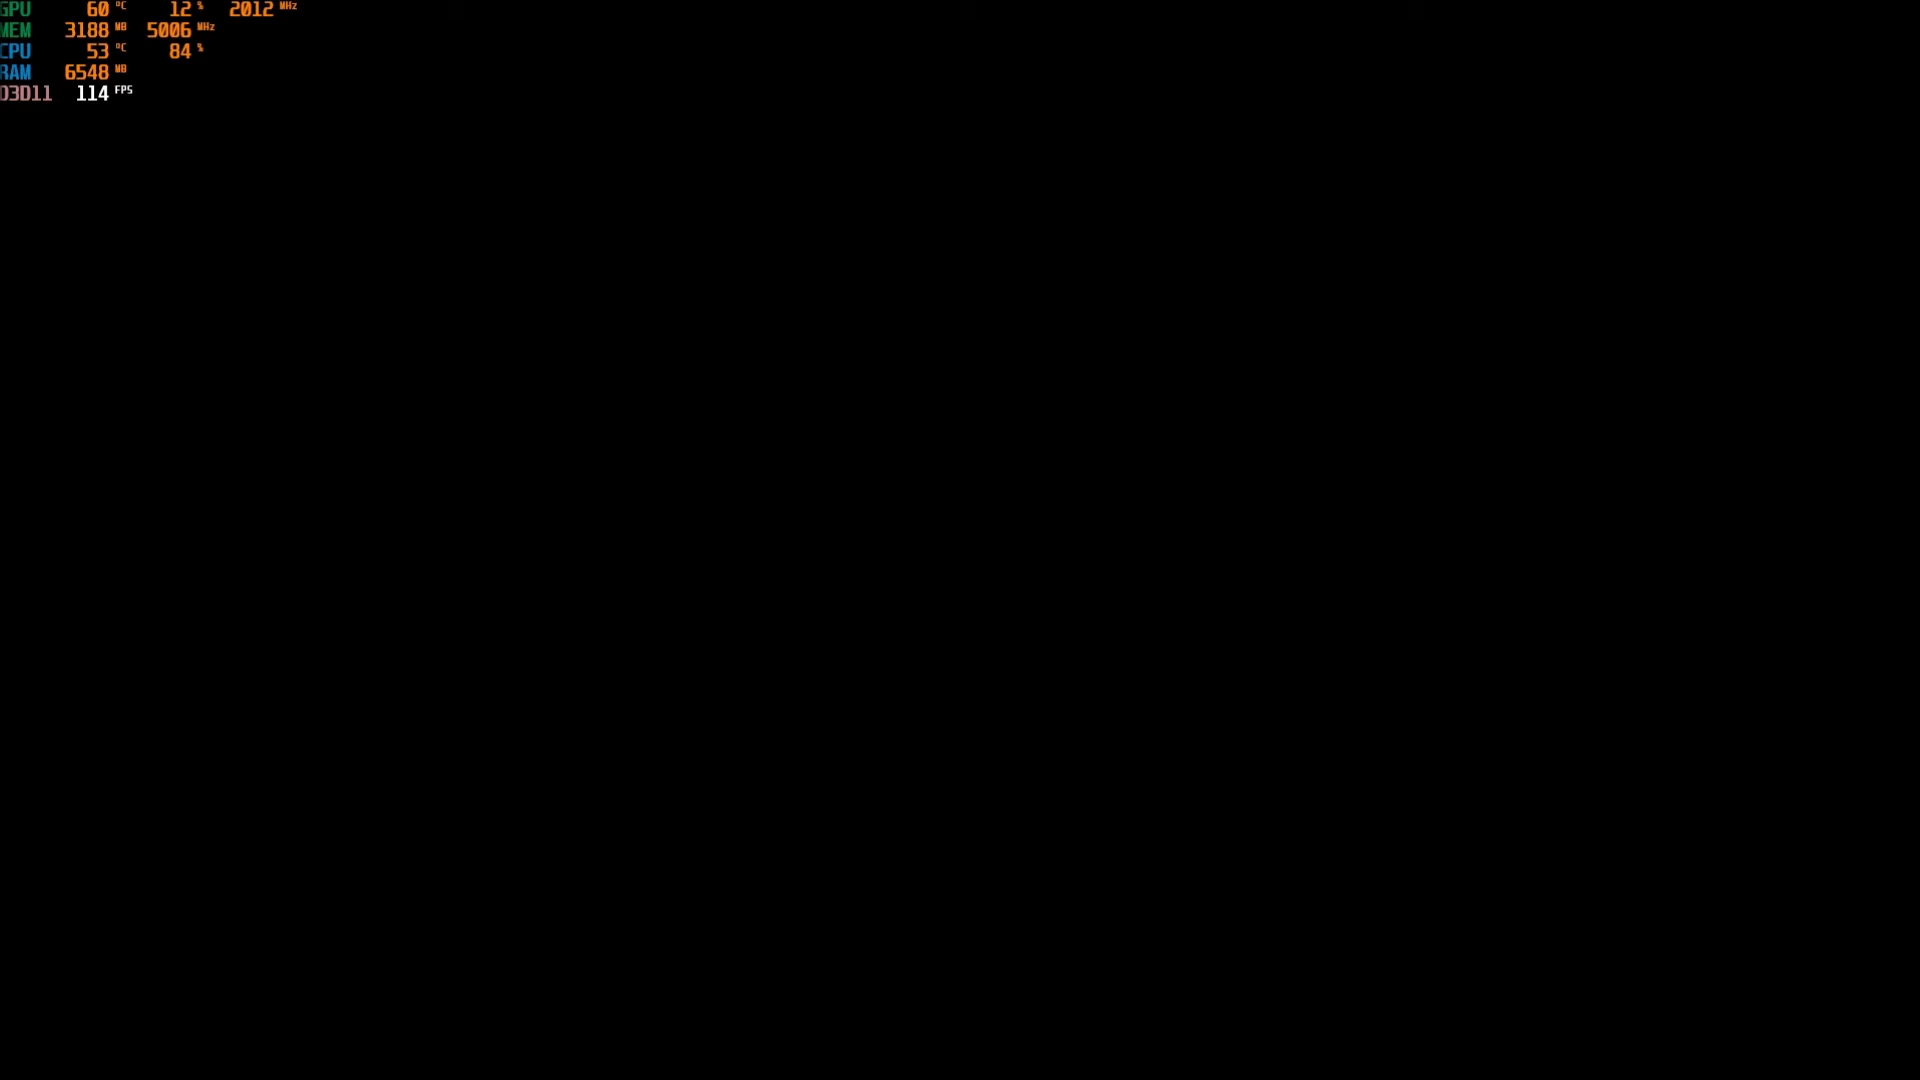 GPU 60 °C 12 % 2012 MHz
MEM 3188 MB 5006 MHz
CPU 53 °C 84 %
RAM 6548 MB
D3D11 114 FPS